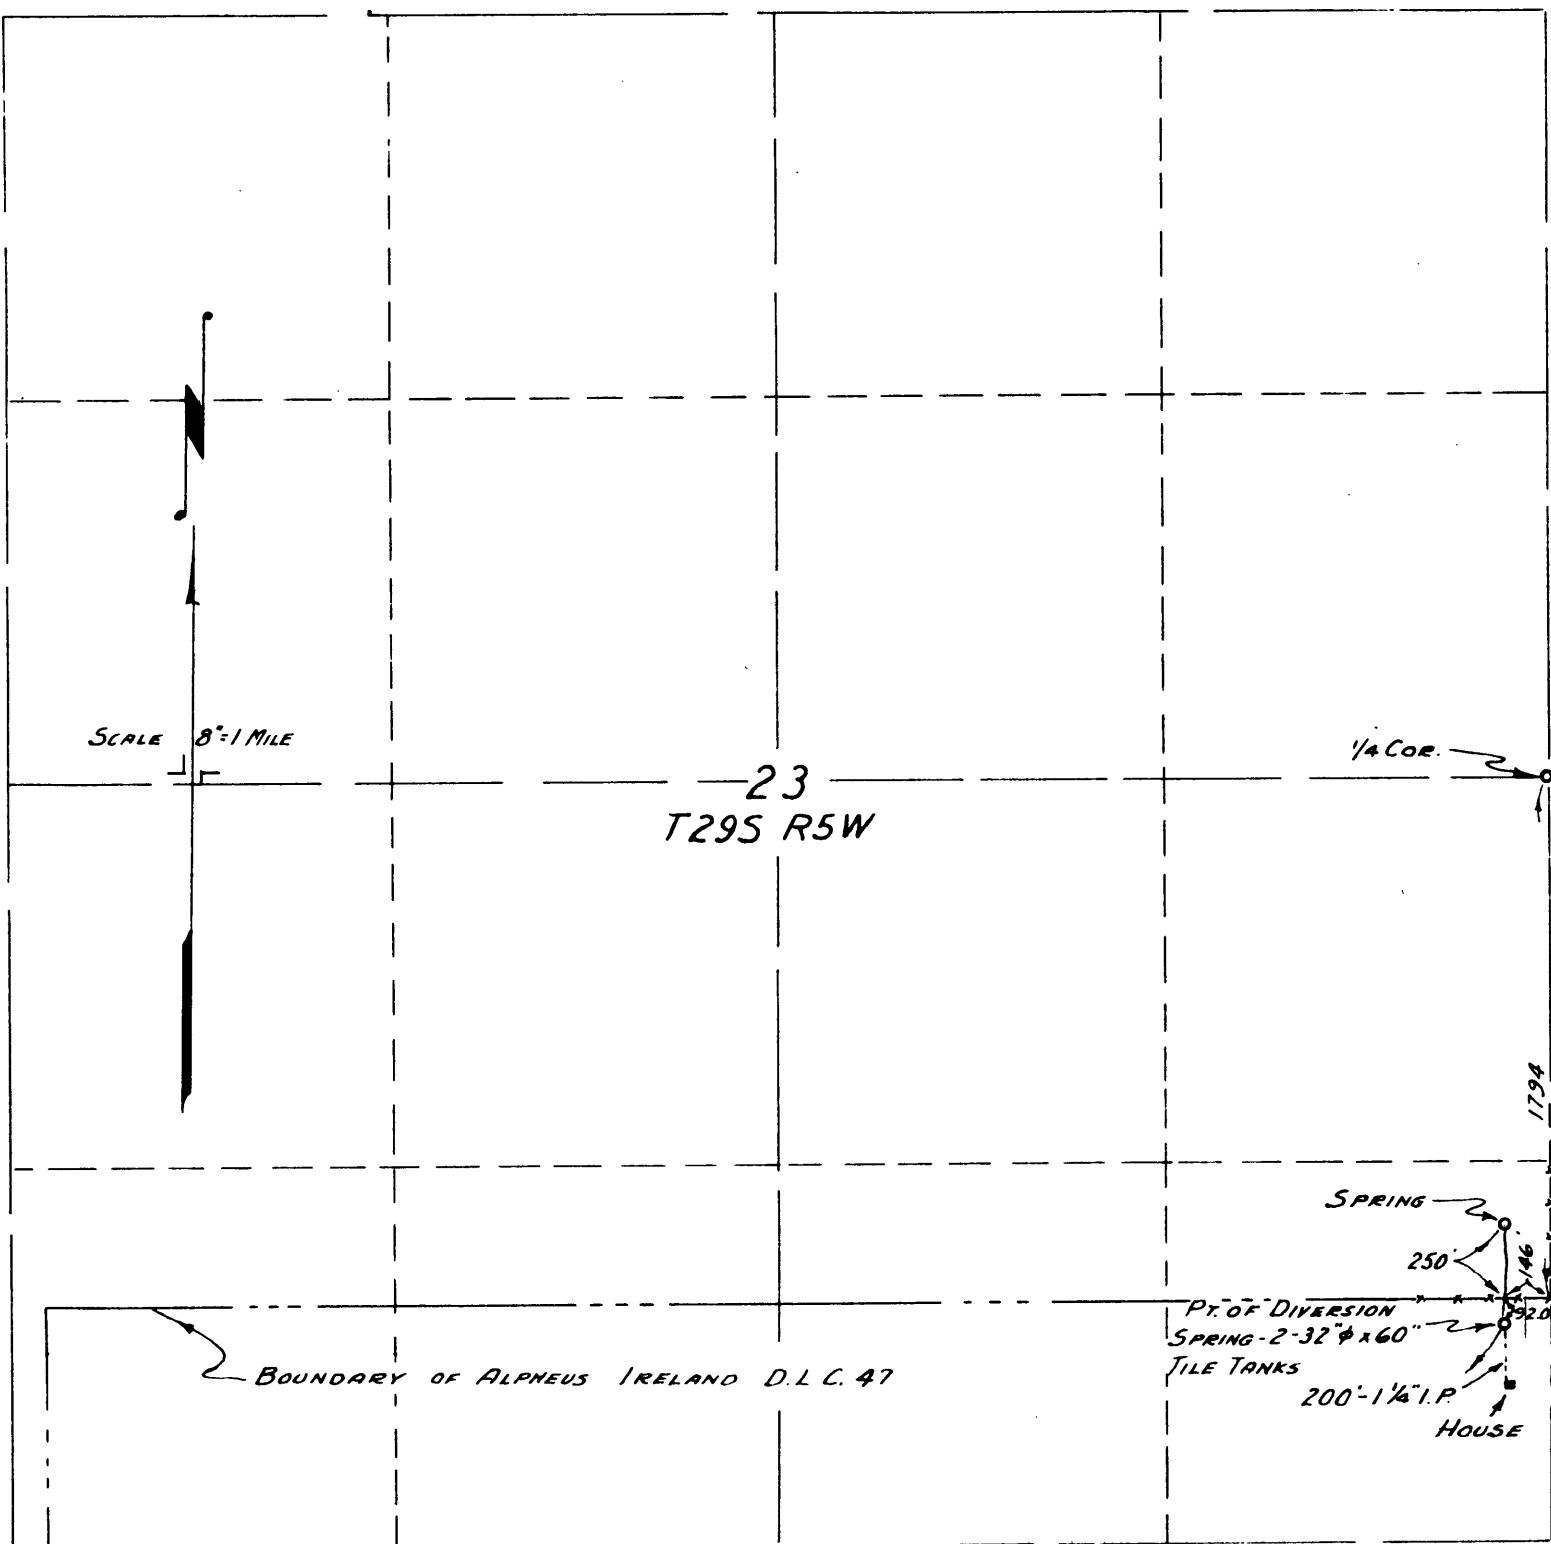 SCALE 8"=1 MILE
1/4 COR.
23
T29S R5W
1794
SPRING
250'
146'
PT. OF DIVERSION
SPRING-2-32"φ x 60"
TILE TANKS
200'-1¼" I.P.
HOUSE
BOUNDARY OF ALPHEUS IRELAND D.L.C. 47